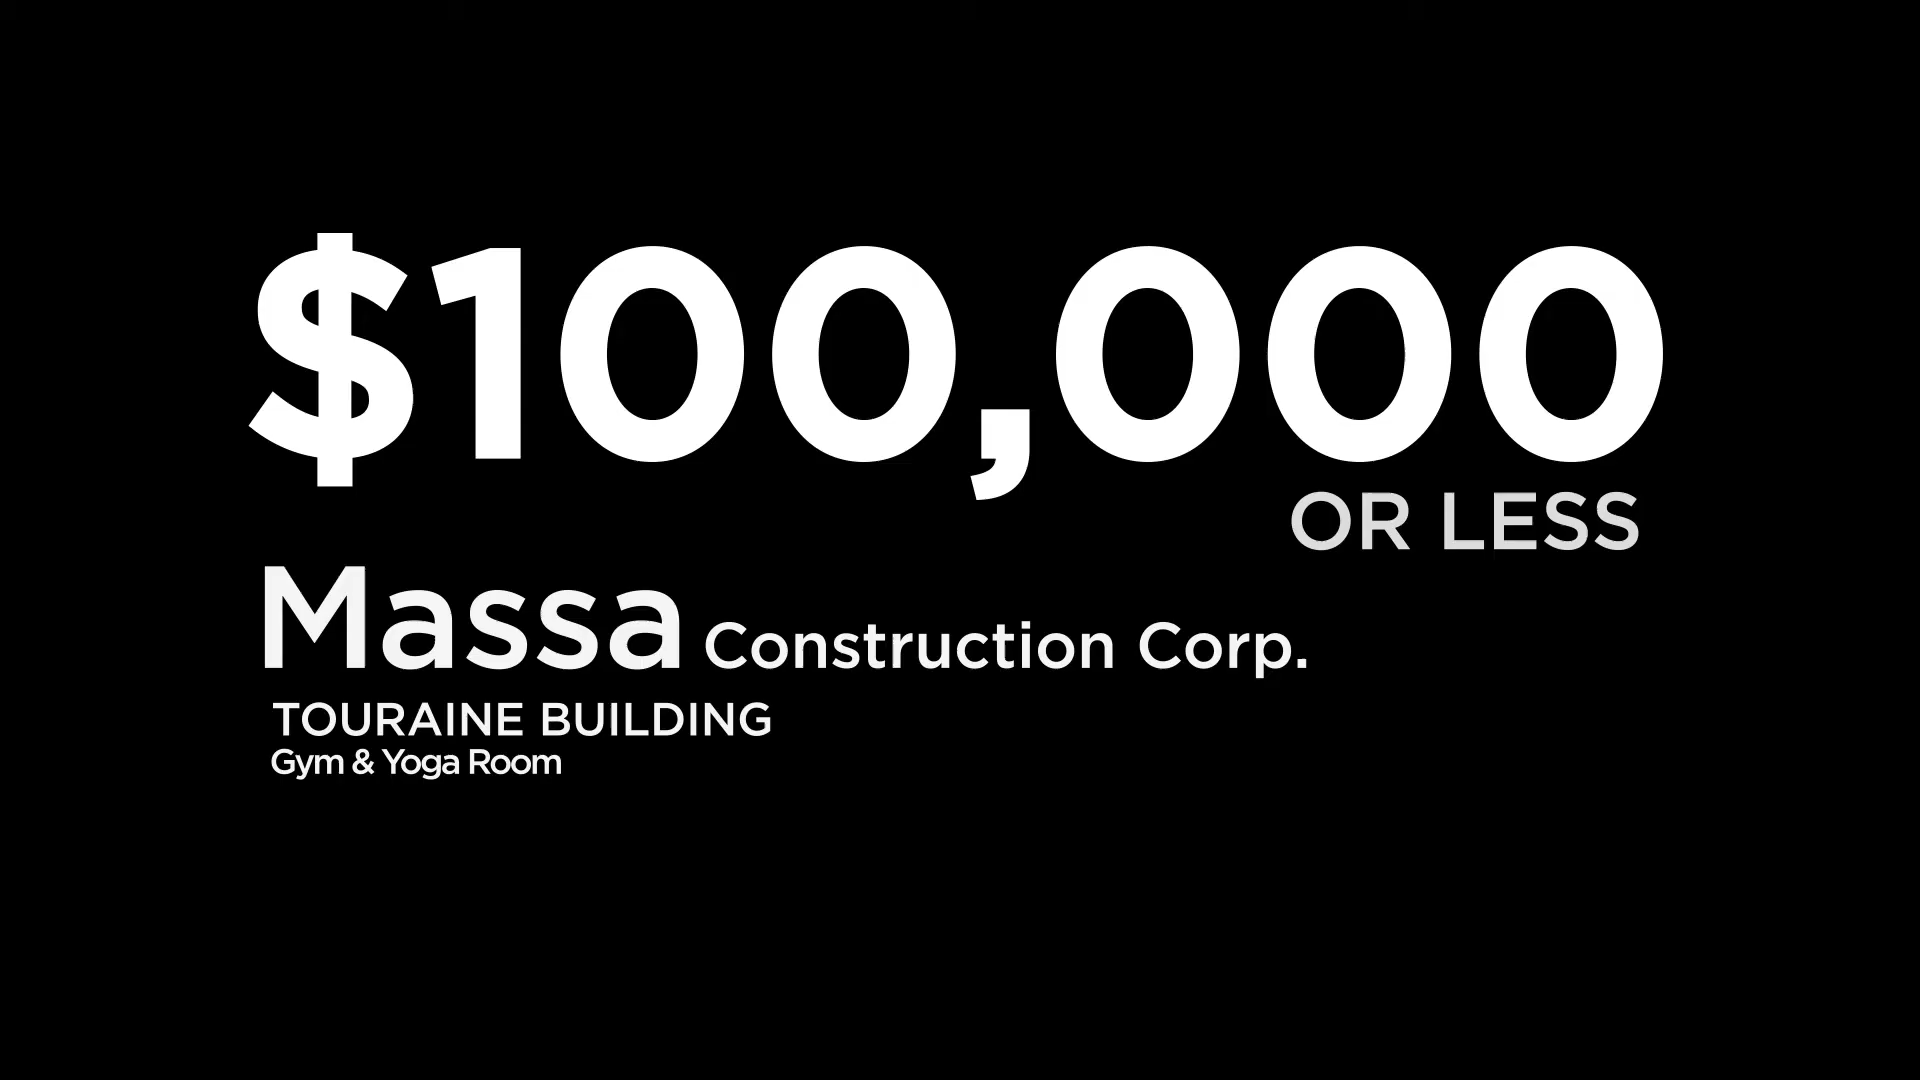 $100,000
OR LESS
Massa Construction Corp.
TOURAINE BUILDING
Gym & Yoga Room